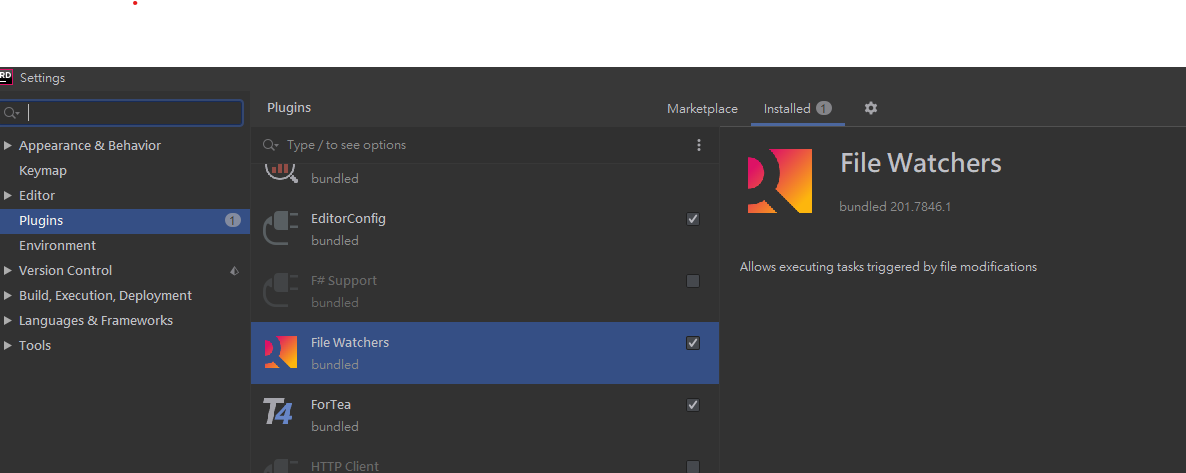 RD Settings
Appearance & Behavior
Keymap
Editor
Plugins 1
Environment
Version Control
Build, Execution, Deployment
Languages & Frameworks
Tools
Plugins
Marketplace
Installed 1
Type / to see options
bundled
EditorConfig
bundled
F# Support
bundled
File Watchers
bundled
T4 ForTea
bundled
HTTP Client
File Watchers
bundled 201.7846.1
Allows executing tasks triggered by file modifications